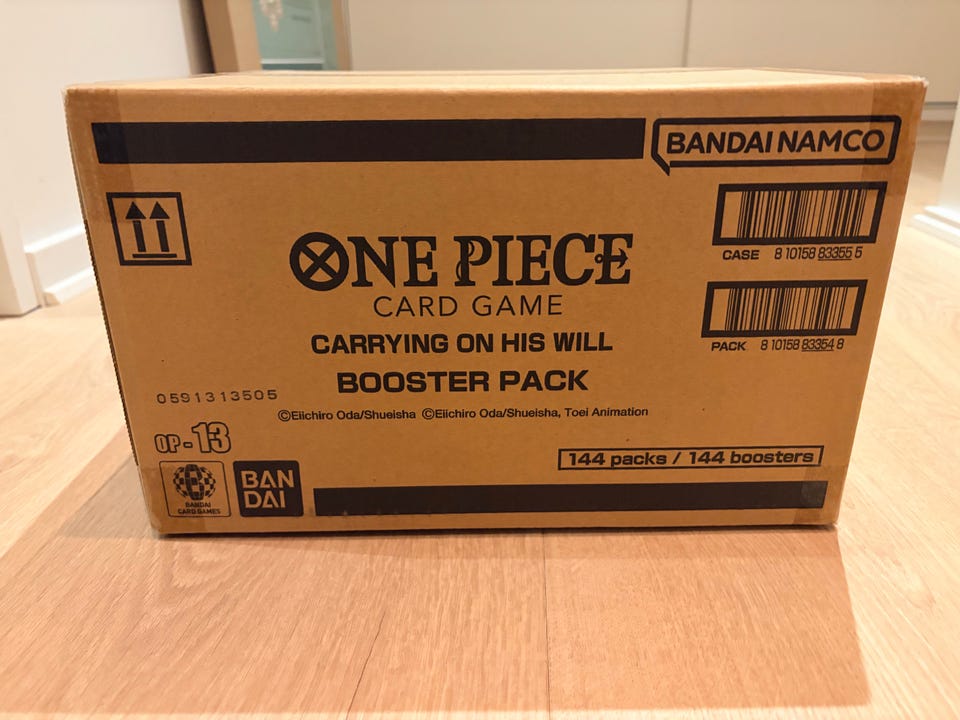 BANDAI NAMCO
CASE 8 10158 83355 5
PACK 8 10158 83354 8
ONE PIECE
CARD GAME
CARRYING ON HIS WILL
BOOSTER PACK
0591313505
©Eiichiro Oda/Shueisha ©Eiichiro Oda/Shueisha, Toei Animation
OP-13
144 packs / 144 boosters
BANDAI
CARD GAMES
BAN
DAI